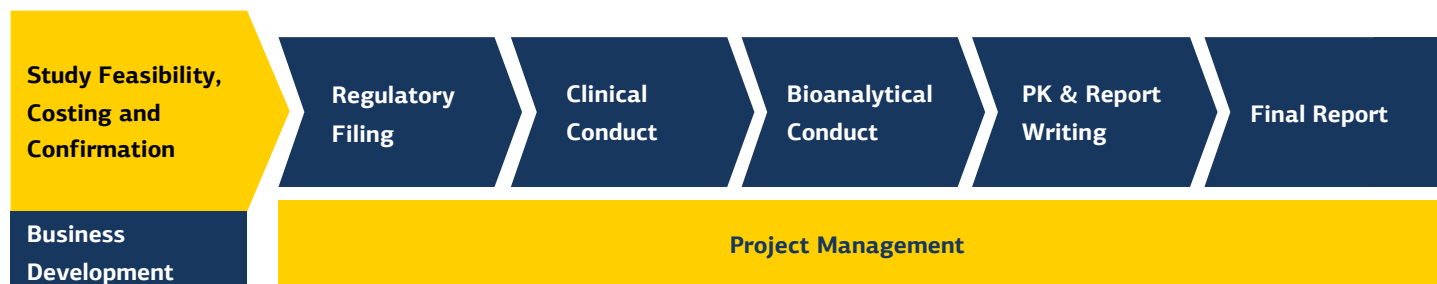 Study Feasibility,
Costing and
Confirmation
Regulatory
Filing
Clinical
Conduct
Bioanalytical
Conduct
PK & Report
Writing
Final Report
Business
Development
Project Management